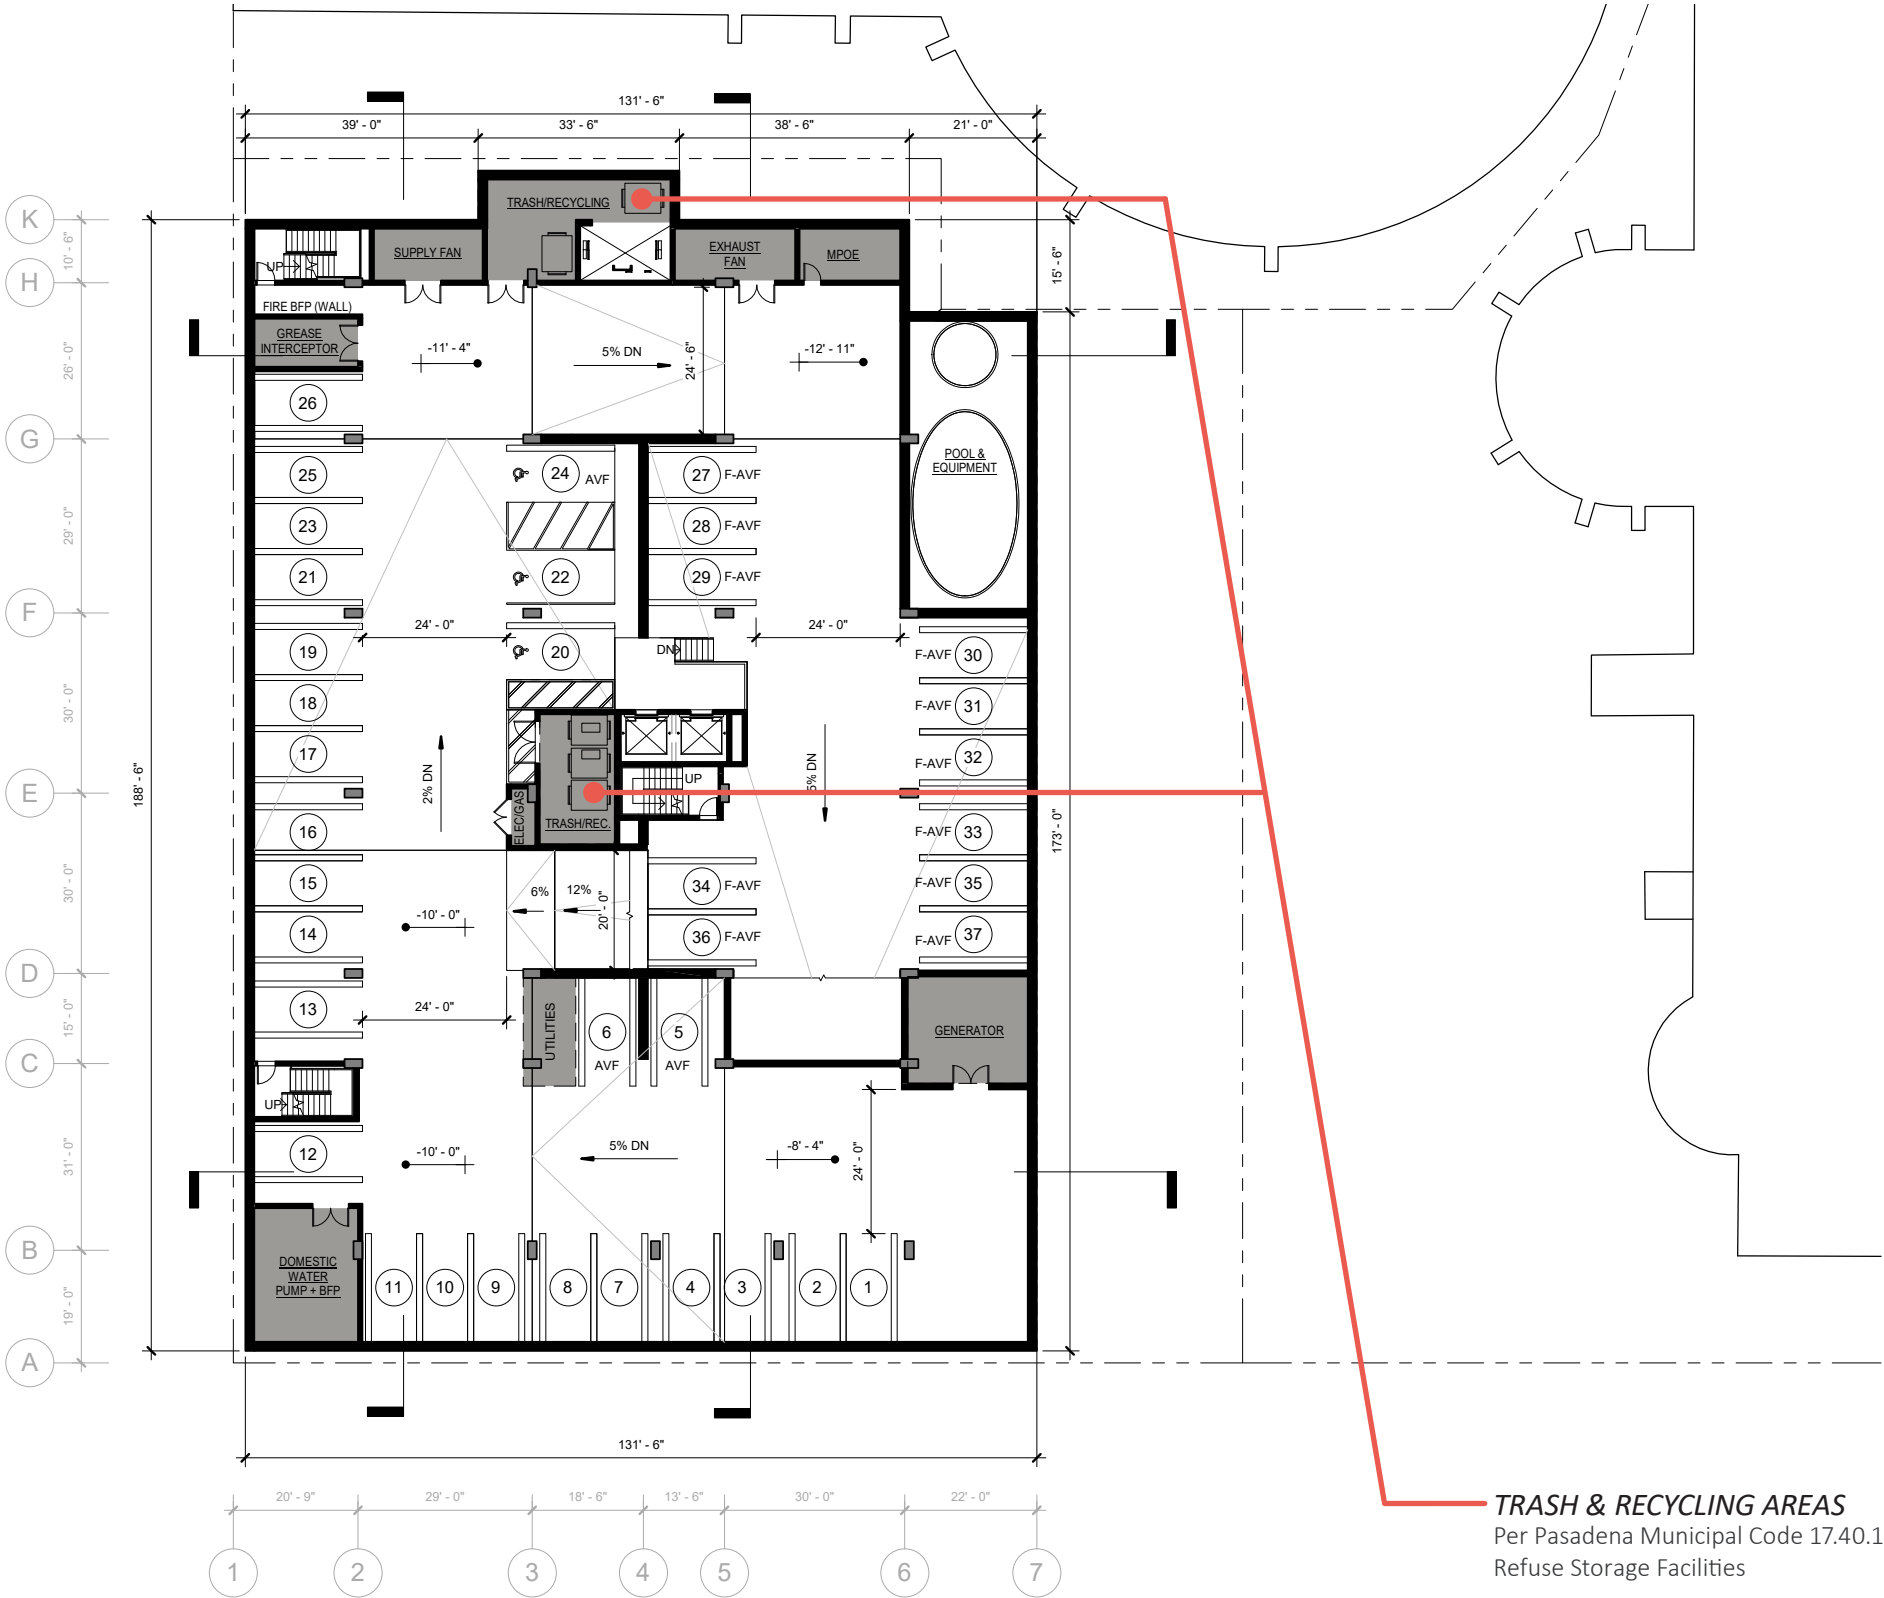 131' - 6"
39' - 0"
33' - 6"
38' - 6"
21' - 0"
K
H
G
F
E
D
C
B
A
10' - 6"
26' - 0"
29' - 0"
30' - 0"
30' - 0"
15' - 0"
31' - 0"
19' - 0"
188' - 6"
15' - 6"
173' - 0"
TRASH/RECYCLING
UP
SUPPLY FAN
EXHAUST
FAN
MPOE
FIRE BFP (WALL)
GREASE
INTERCEPTOR
-11' - 4"
5% DN
24' - 6"
-12' - 11"
26
POOL &
EQUIPMENT
25
24 AVF
27 F-AVF
23
28 F-AVF
21
22
29 F-AVF
24' - 0"
24' - 0"
19
20
DN
F-AVF 30
18
F-AVF 31
17
2% DN
5% DN
F-AVF 32
UP
ELEC/GAS
TRASH/REC.
16
F-AVF 33
15
6%
12%
20' - 0"
34 F-AVF
F-AVF 35
14
-10' - 0"
36 F-AVF
F-AVF 37
13
24' - 0"
UTILITIES
6
AVF
5
AVF
GENERATOR
UP
12
-10' - 0"
5% DN
-8' - 4"
24' - 0"
DOMESTIC
WATER
PUMP + BFP
11
10
9
8
7
4
3
2
1
131' - 6"
20' - 9"
29' - 0"
18' - 6"
13' - 6"
30' - 0"
22' - 0"
1
2
3
4
5
6
7
TRASH & RECYCLING AREAS
Per Pasadena Municipal Code 17.40.1
Refuse Storage Facilities